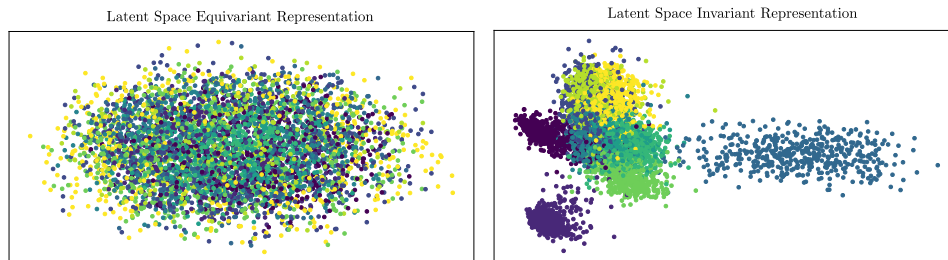 Latent Space Equivariant Representation
Latent Space Invariant Representation